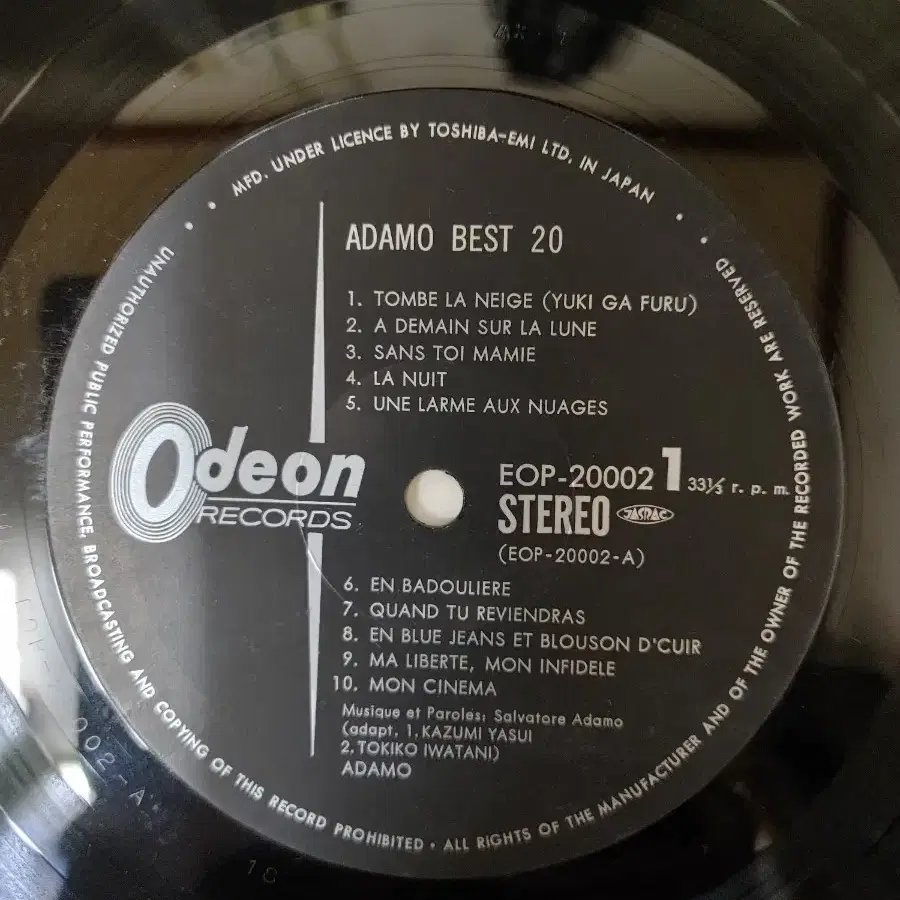 MFD. UNDER LICENCE BY TOSHIBA-EMI LTD. IN JAPAN
ADAMO BEST 20
1. TOMBE LA NEIGE (YUKI GA FURU)
2. A DEMAIN SUR LA LUNE
3. SANS TOI MAMIE
4. LA NUIT
5. UNE LARME AUX NUAGES
Odeon
RECORDS
EOP-20002 1 33⅓ r. p. m.
STEREO JASRAC
(EOP-20002-A)
6. EN BADOULIERE
7. QUAND TU REVIENDRAS
8. EN BLUE JEANS ET BLOUSON D'CUIR
9. MA LIBERTE, MON INFIDELE
10. MON CINEMA
Musique et Paroles: Salvatore Adamo
(adapt. 1. KAZUMI YASUI
2. TOKIKO IWATANI)
ADAMO
UNAUTHORIZED PUBLIC PERFORMANCE, BROADCASTING AND COPYING OF THIS RECORD PROHIBITED • ALL RIGHTS OF THE MANUFACTURER AND OF THE OWNER OF THE RECORDED WORK ARE RESERVED
002-A